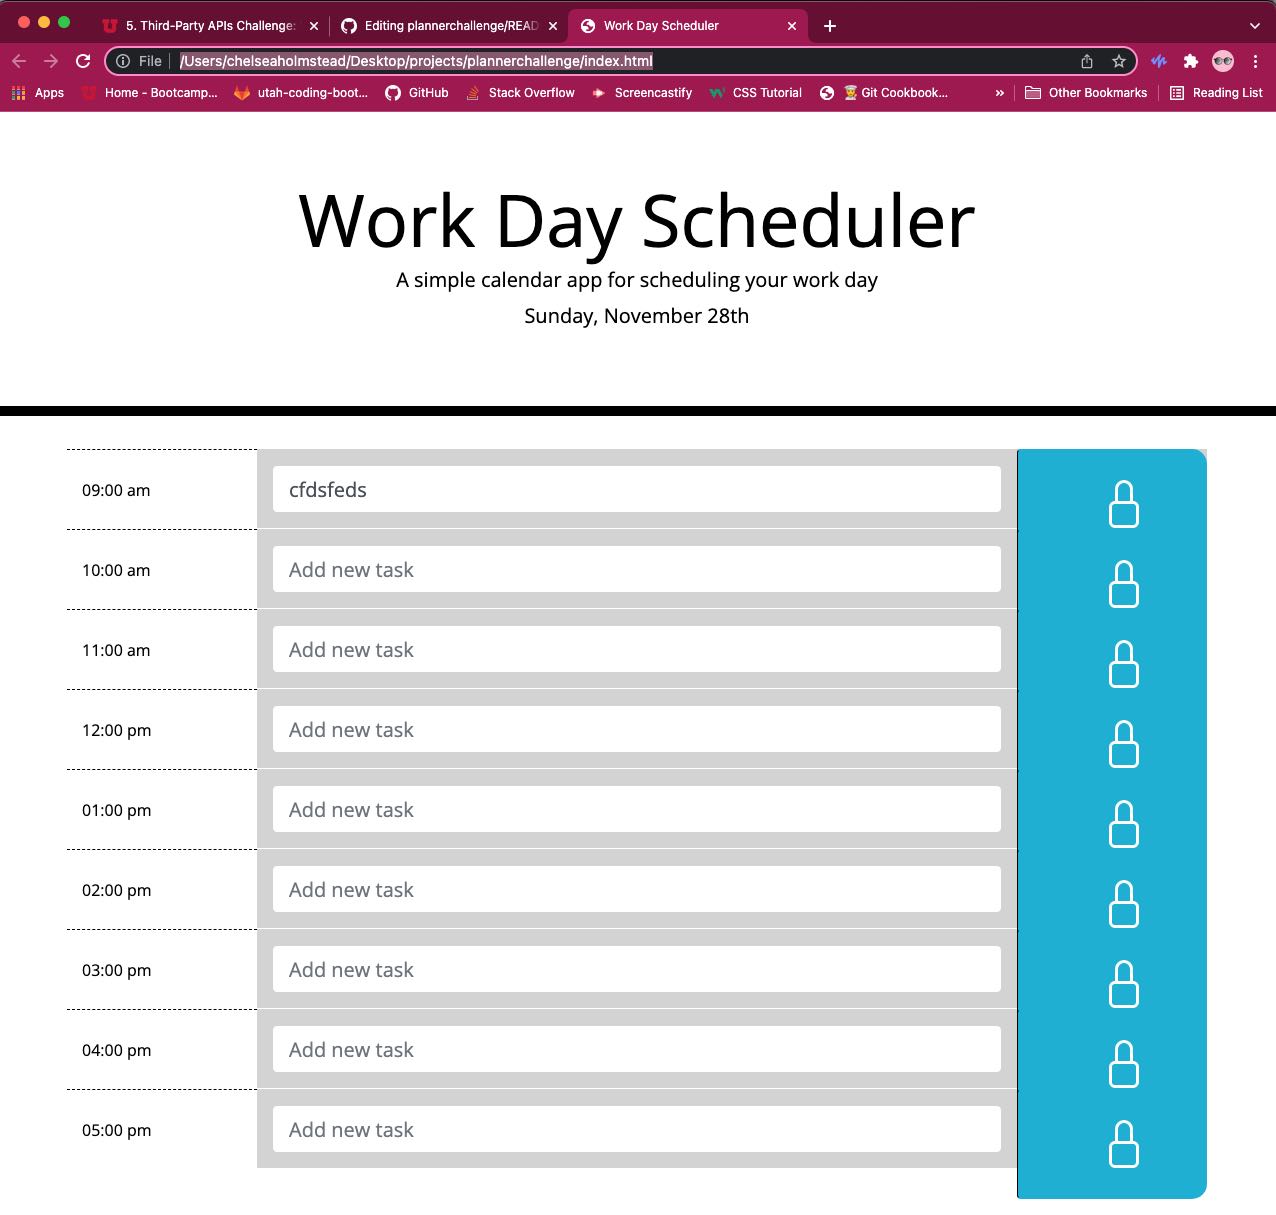 5. Third-Party APIs Challenge:
Editing plannerchallenge/READ
Work Day Scheduler
File
/Users/chelseaholmstead/Desktop/projects/plannerchallenge/index.html
Apps
Home - Bootcamp...
utah-coding-boot...
GitHub
Stack Overflow
Screencastify
CSS Tutorial
Git Cookbook...
»
Other Bookmarks
Reading List
Work Day Scheduler
A simple calendar app for scheduling your work day
Sunday, November 28th
09:00 am
cfdsfeds
10:00 am
Add new task
11:00 am
Add new task
12:00 pm
Add new task
01:00 pm
Add new task
02:00 pm
Add new task
03:00 pm
Add new task
04:00 pm
Add new task
05:00 pm
Add new task